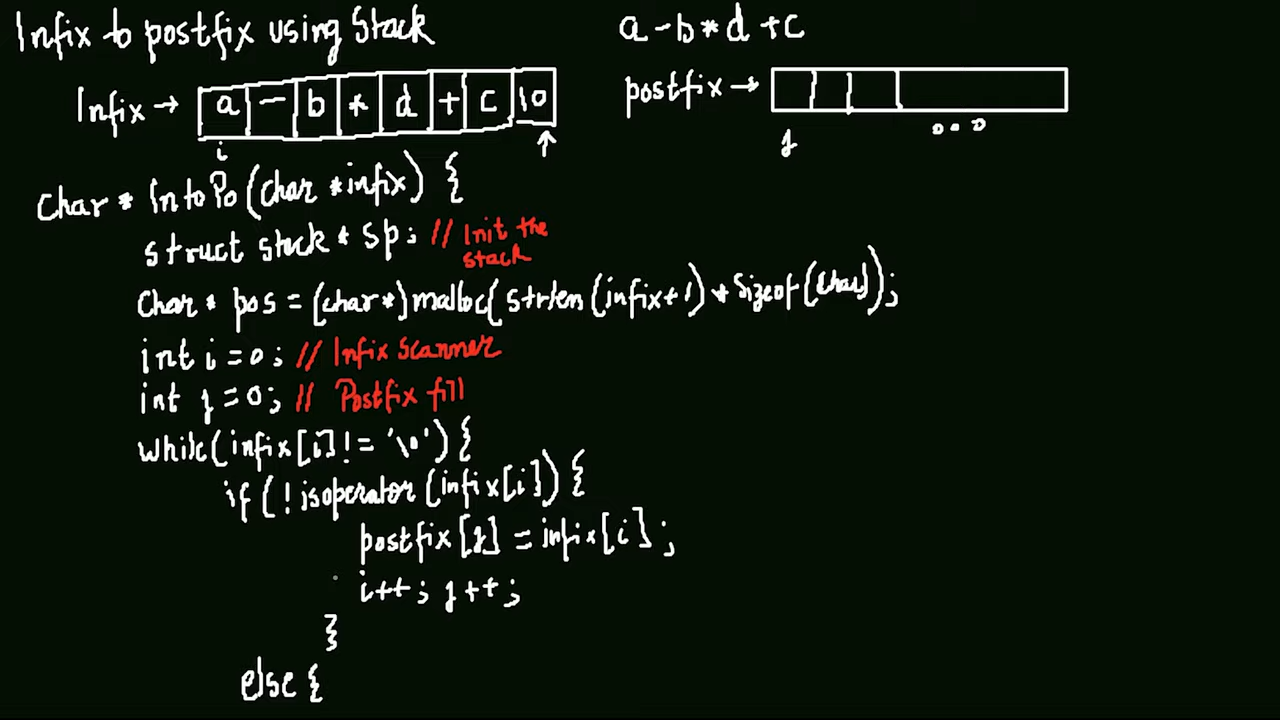 Infix to postfix using Stack
a-b*d+c
Infix → a - b * d + c \0
postfix →
i
j
char * InToPo (char *infix) {
struct stack * sp; // Init the stack
char * pos = (char*) malloc(strlen(infix+1) * sizeof(char));
int i = 0; // Infix Scanner
int j = 0; // Postfix fill
while(infix[i] != '\0') {
if (! isoperator (infix[i]) {
postfix[j] = infix[i];
i++; j++;
}
else {